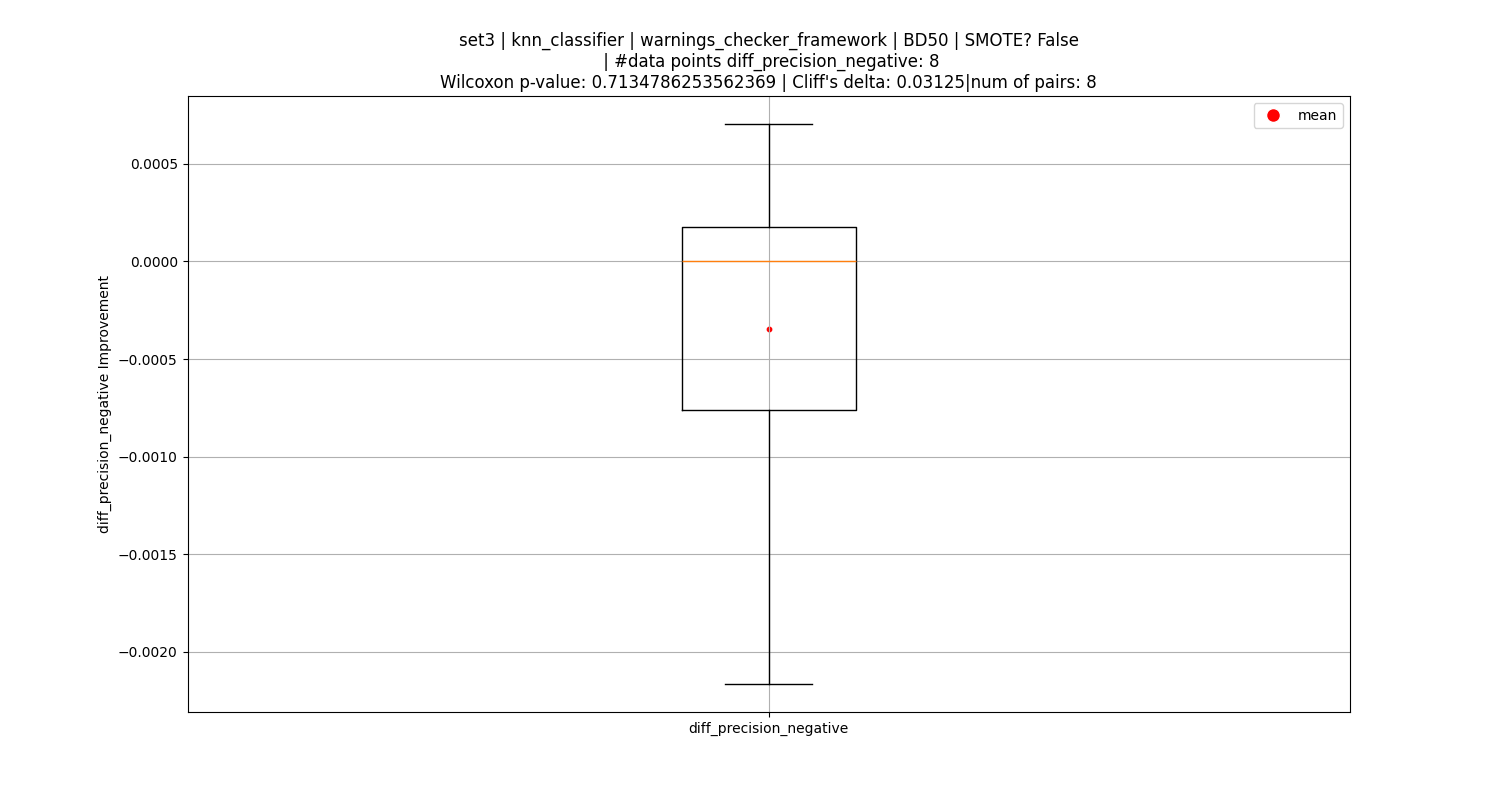 set3 | knn_classifier | warnings_checker_framework | BD50 | SMOTE? False
| #data points diff_precision_negative: 8
Wilcoxon p-value: 0.7134786253562369 | Cliff's delta: 0.03125|num of pairs: 8
mean
0.0005
0.0000
−0.0005
−0.0010
−0.0015
−0.0020
diff_precision_negative Improvement
diff_precision_negative